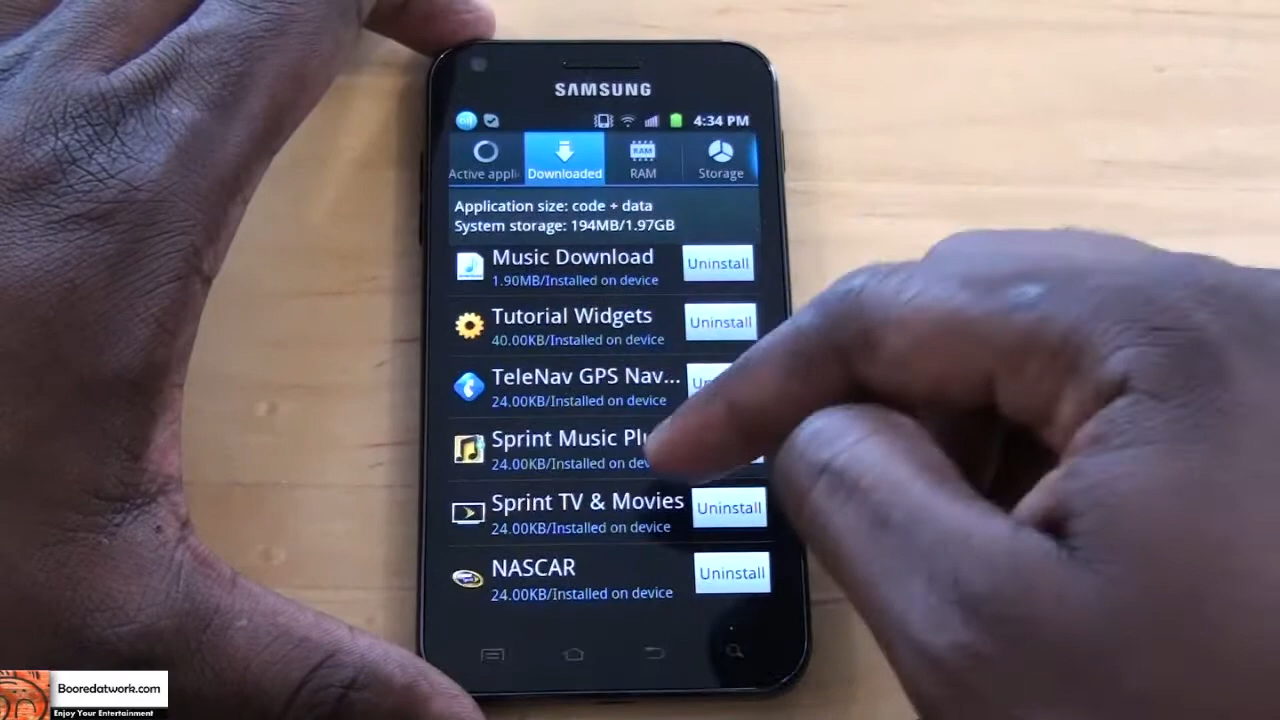 SAMSUNG
4:34 PM
Active appli
Downloaded
RAM
RAM
Storage
Application size: code + data
System storage: 194MB/1.97GB
Music Download
Uninstall
1.90MB/Installed on device
Tutorial Widgets
Uninstall
40.00KB/Installed on device
TeleNav GPS Nav...
24.00KB/Installed on device
Sprint Music Plu
24.00KB/Installed on dev
Sprint TV & Movies
Uninstall
24.00KB/Installed on device
NASCAR
Uninstall
24.00KB/Installed on device
Booredatwork.com
Enjoy Your Entertainment